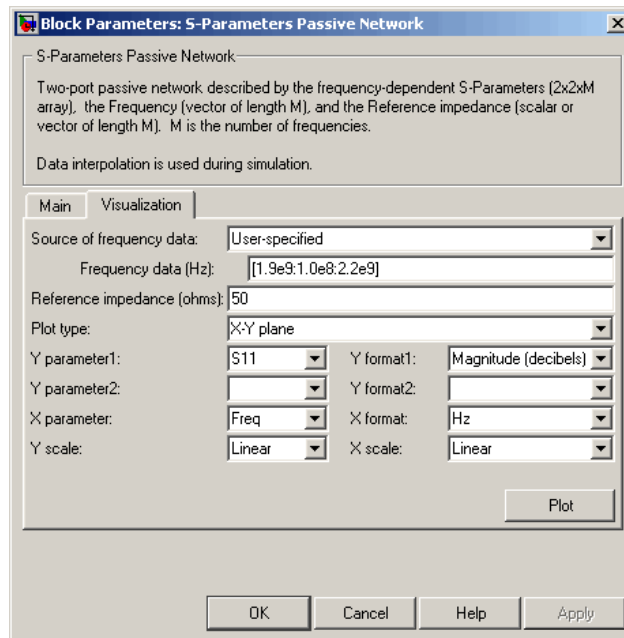 Block Parameters: S-Parameters Passive Network
S-Parameters Passive Network
Two-port passive network described by the frequency-dependent S-Parameters (2x2xM
array), the Frequency (vector of length M), and the Reference impedance (scalar or
vector of length M). M is the number of frequencies.
Data interpolation is used during simulation.
Main Visualization
Source of frequency data: User-specified
Frequency data (Hz): [1.9e9:1.0e8:2.2e9]
Reference impedance (ohms): 50
Plot type: X-Y plane
Y parameter1: S11 Y format1: Magnitude (decibels)
Y parameter2: Y format2:
X parameter: Freq X format: Hz
Y scale: Linear X scale: Linear
Plot
OK Cancel Help Apply